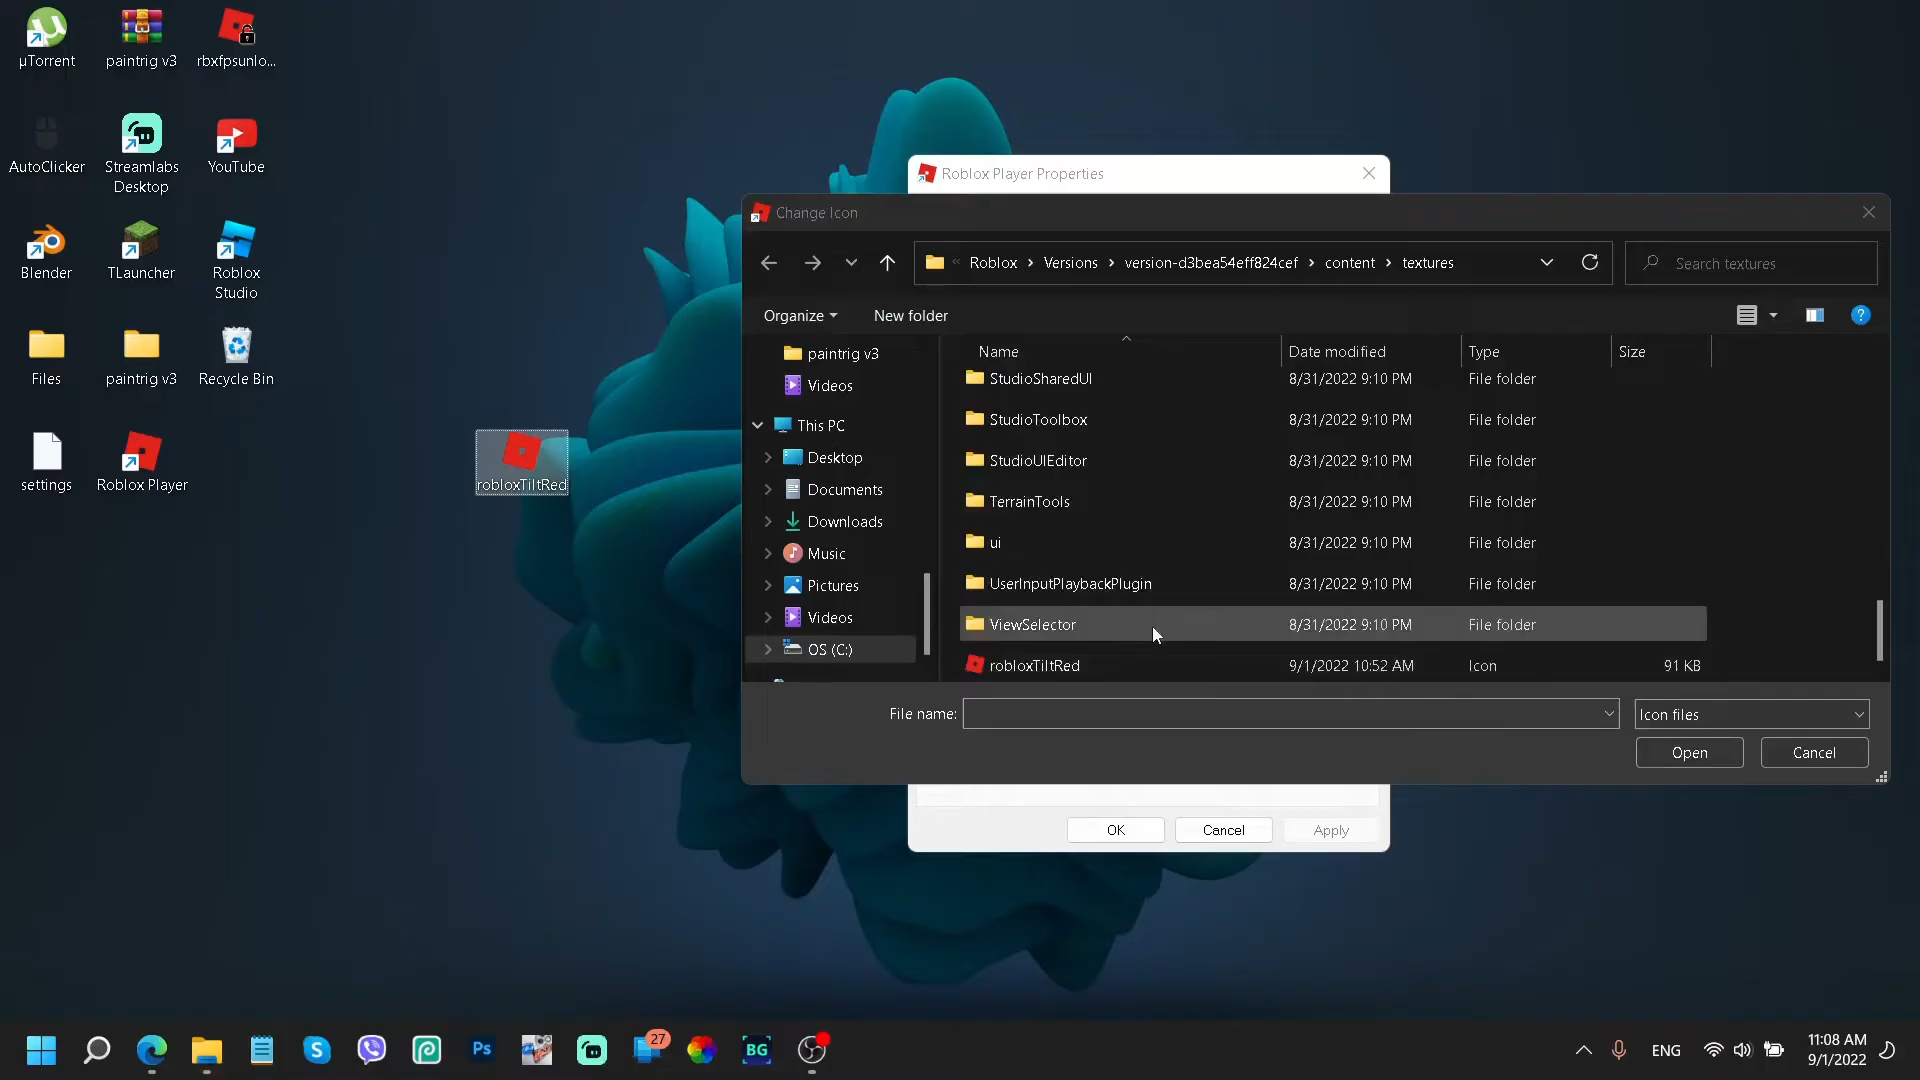 µTorrent
paintrig v3
rbxfpsunlo...
AutoClicker
Streamlabs
Desktop
YouTube
Blender
TLauncher
Roblox
Studio
Files
paintrig v3
Recycle Bin
settings
Roblox Player
robloxTiltRed
Roblox Player Properties
Change Icon
Roblox
Versions
version-d3bea54eff824cef
content
textures
Search textures
Organize
New folder
paintrig v3
Videos
This PC
Desktop
Documents
Downloads
Music
Pictures
Videos
OS (C:)
Name Date modified Type Size
StudioSharedUI 8/31/2022 9:10 PM File folder
StudioToolbox 8/31/2022 9:10 PM File folder
StudioUIEditor 8/31/2022 9:10 PM File folder
TerrainTools 8/31/2022 9:10 PM File folder
ui 8/31/2022 9:10 PM File folder
UserInputPlaybackPlugin 8/31/2022 9:10 PM File folder
ViewSelector 8/31/2022 9:10 PM File folder
robloxTiltRed 9/1/2022 10:52 AM Icon 91 KB
File name:
Icon files
Open
Cancel
OK
Cancel
Apply
Ps
27
BG
ENG
11:08 AM
9/1/2022